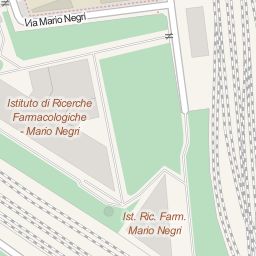 Via Mario Negri
Istituto di Ricerche
Farmacologiche
- Mario Negri
Ist. Ric. Farm.
Mario Negri